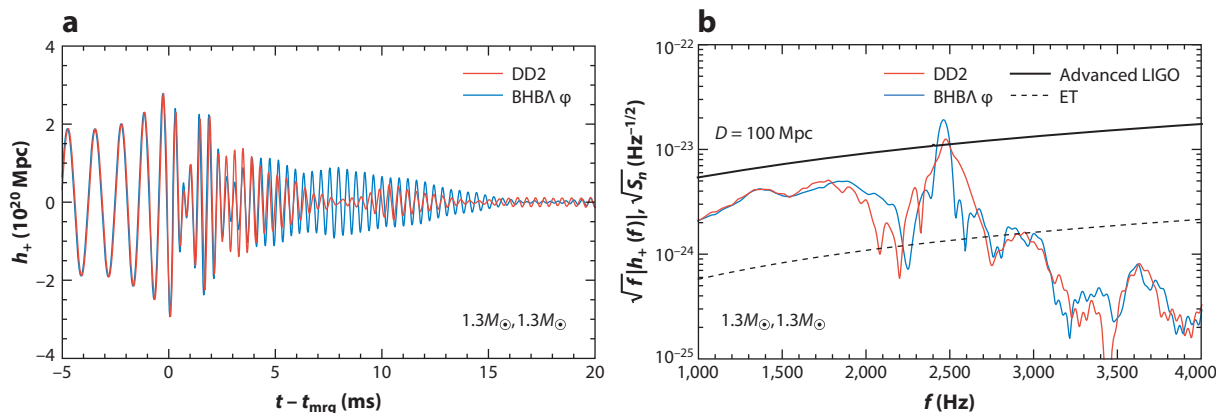 a
h₊ (10²⁰ Mpc)
4
2
0
−2
−4
DD2
BHBΛ φ
1.3M☉, 1.3M☉
−5
0
5
10
15
20
t − tmrg (ms)
b
√f |h₊ (f)|, √Sn (Hz⁻¹/²)
10⁻²²
10⁻²³
10⁻²⁴
10⁻²⁵
DD2
BHBΛ φ
Advanced LIGO
ET
D = 100 Mpc
1.3M☉, 1.3M☉
1,000
1,500
2,000
2,500
3,000
3,500
4,000
f (Hz)